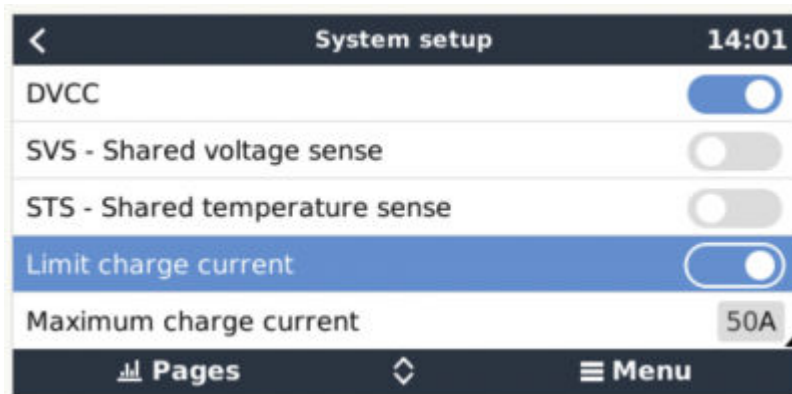 System setup 14:01
DVCC
SVS - Shared voltage sense
STS - Shared temperature sense
Limit charge current
Maximum charge current 50A
Pages Menu